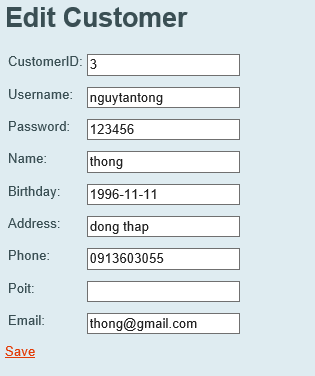 Edit Customer
CustomerID: 3
Username: nguytantong
Password: 123456
Name: thong
Birthday: 1996-11-11
Address: dong thap
Phone: 0913603055
Poit:
Email: thong@gmail.com
Save